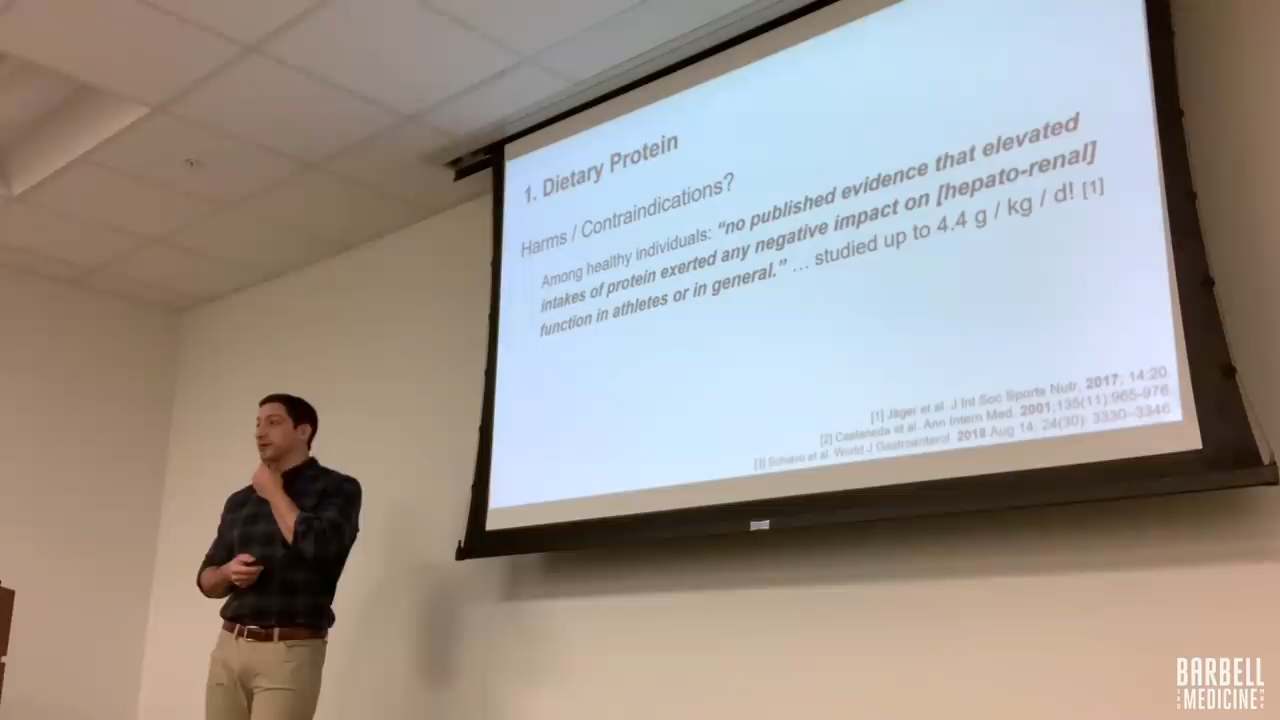 1. Dietary Protein
Harms / Contraindications?
Among healthy individuals: “no published evidence that elevated
intakes of protein exerted any negative impact on [hepato-renal]
function in athletes or in general.” … studied up to 4.4 g / kg / d! [1]
[1] Jäger et al. J Int Soc Sports Nutr. 2017; 14:20.
[2] Castaneda et al. Ann Intern Med. 2001;135(11):965-976
[3] Schiavo et al. World J Gastroenterol. 2018 Aug 14; 24(30): 3330–3346
BARBELL
MEDICINE